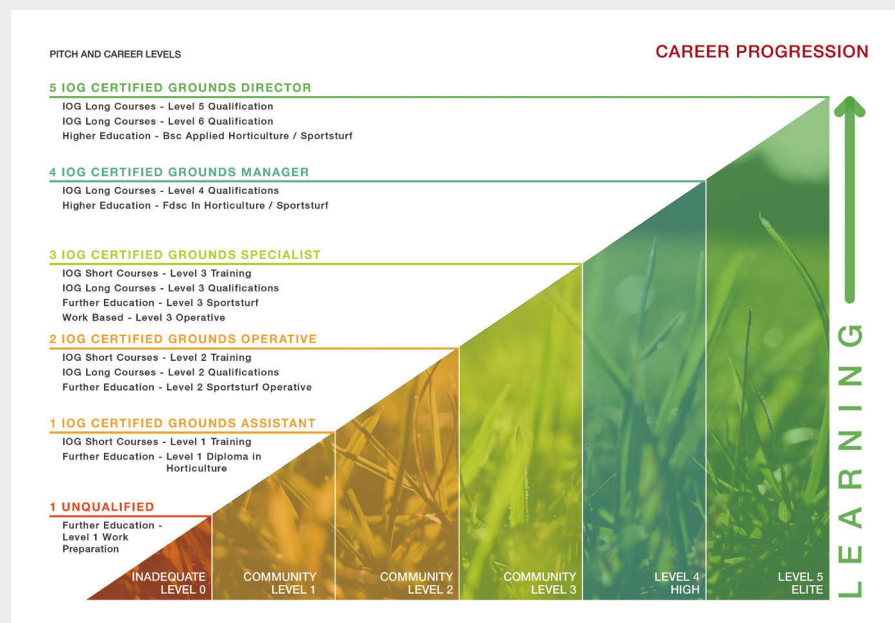 PITCH AND CAREER LEVELS
CAREER PROGRESSION
5 IOG CERTIFIED GROUNDS DIRECTOR
IOG Long Courses - Level 5 Qualification
IOG Long Courses - Level 6 Qualification
Higher Education - Bsc Applied Horticulture / Sportsturf
4 IOG CERTIFIED GROUNDS MANAGER
IOG Long Courses - Level 4 Qualifications
Higher Education - Fdsc In Horticulture / Sportsturf
3 IOG CERTIFIED GROUNDS SPECIALIST
IOG Short Courses - Level 3 Training
IOG Long Courses - Level 3 Qualifications
Further Education - Level 3 Sportsturf
Work Based - Level 3 Operative
2 IOG CERTIFIED GROUNDS OPERATIVE
IOG Short Courses - Level 2 Training
IOG Long Courses - Level 2 Qualifications
Further Education - Level 2 Sportsturf Operative
1 IOG CERTIFIED GROUNDS ASSISTANT
IOG Short Courses - Level 1 Training
Further Education - Level 1 Diploma in
Horticulture
1 UNQUALIFIED
Further Education -
Level 1 Work
Preparation
INADEQUATE
LEVEL 0
COMMUNITY
LEVEL 1
COMMUNITY
LEVEL 2
COMMUNITY
LEVEL 3
LEVEL 4
HIGH
LEVEL 5
ELITE
LEARNING